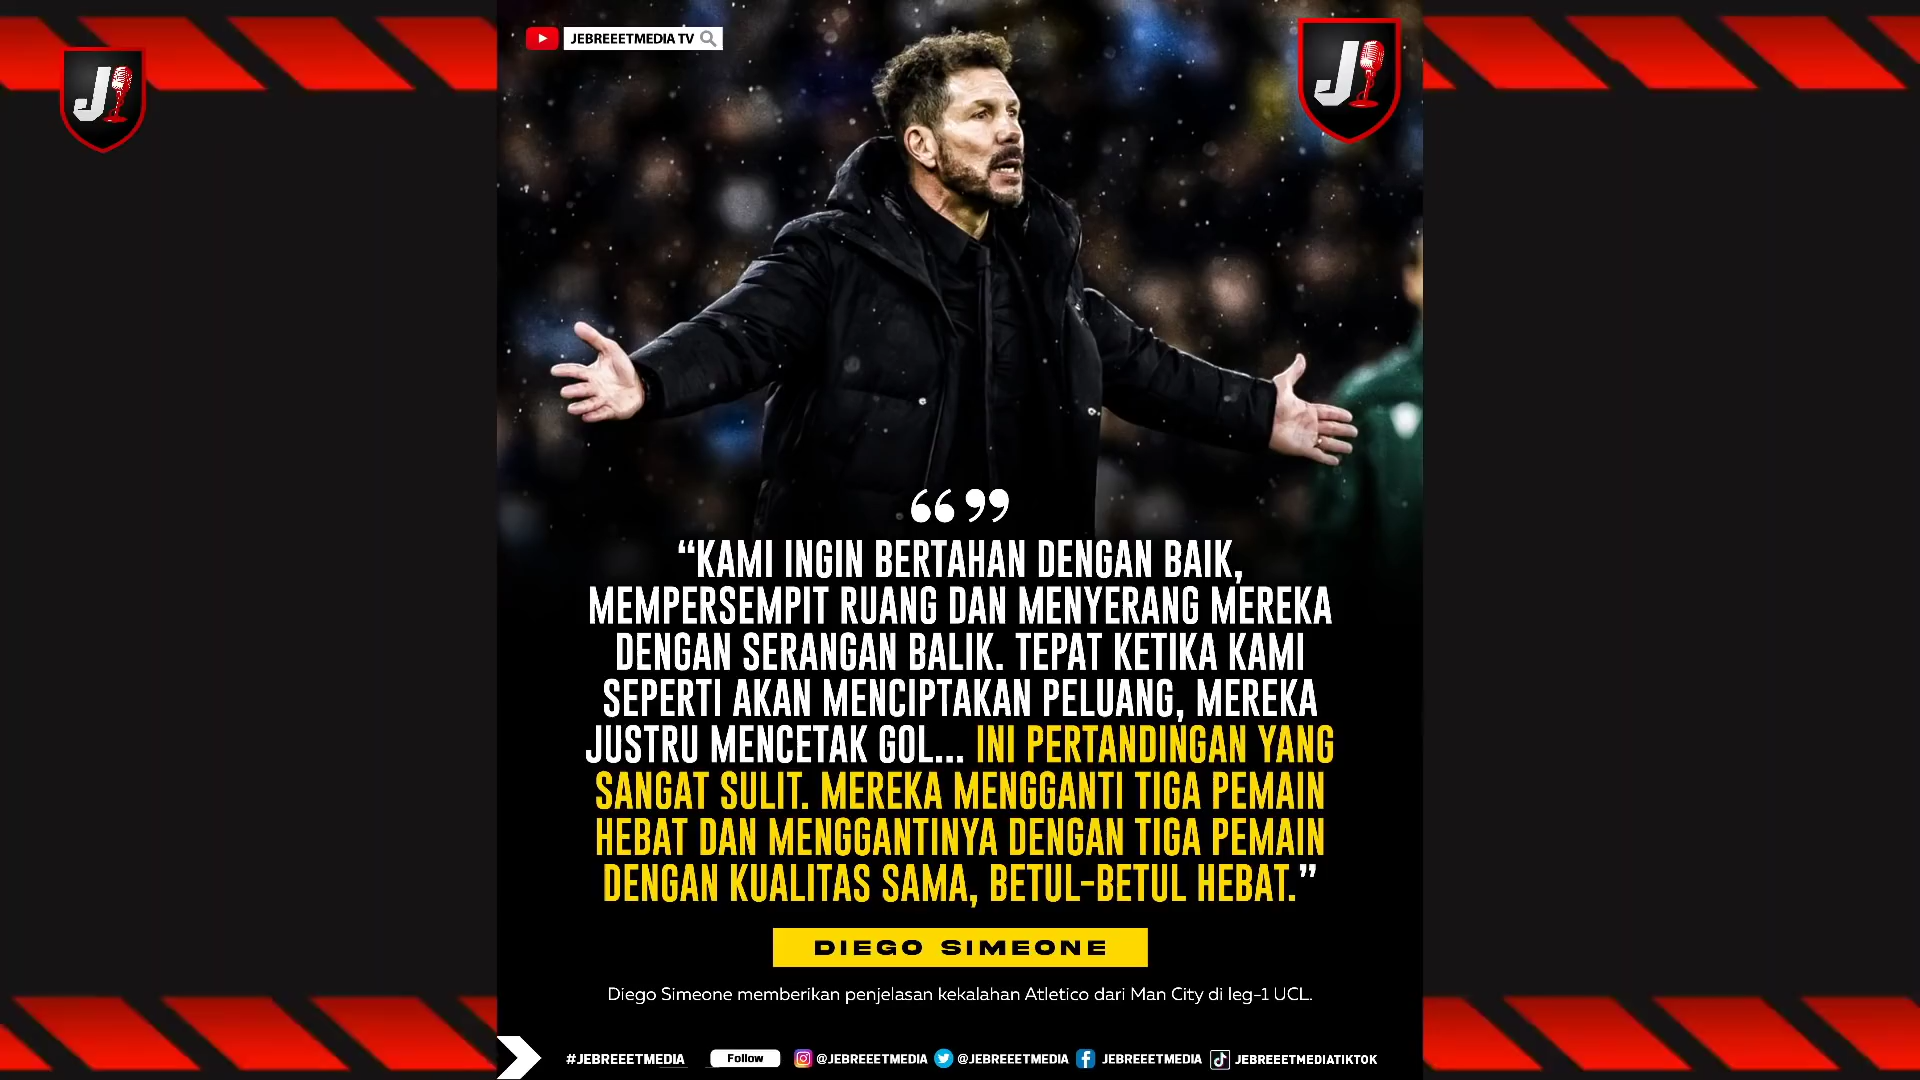 JEBREEETMEDIA TV
J
J
“”
“KAMI INGIN BERTAHAN DENGAN BAIK,
MEMPERSEMPIT RUANG DAN MENYERANG MEREKA
DENGAN SERANGAN BALIK. TEPAT KETIKA KAMI
SEPERTI AKAN MENCIPTAKAN PELUANG, MEREKA
JUSTRU MENCETAK GOL... INI PERTANDINGAN YANG
SANGAT SULIT. MEREKA MENGGANTI TIGA PEMAIN
HEBAT DAN MENGGANTINYA DENGAN TIGA PEMAIN
DENGAN KUALITAS SAMA, BETUL-BETUL HEBAT.”
DIEGO SIMEONE
Diego Simeone memberikan penjelasan kekalahan Atletico dari Man City di leg-1 UCL.
#JEBREEETMEDIA Follow @JEBREEETMEDIA @JEBREEETMEDIA JEBREEETMEDIA JEBREEETMEDIATIKTOK